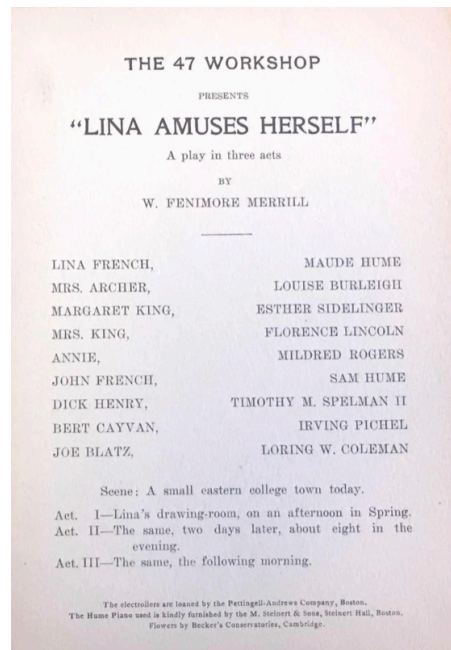 THE 47 WORKSHOP
PRESENTS
"LINA AMUSES HERSELF"
A play in three acts
BY
W. FENIMORE MERRILL
LINA FRENCH, MAUDE HUME
MRS. ARCHER, LOUISE BURLEIGH
MARGARET KING, ESTHER SIDELINGER
MRS. KING, FLORENCE LINCOLN
ANNIE, MILDRED ROGERS
JOHN FRENCH, SAM HUME
DICK HENRY, TIMOTHY M. SPELMAN II
BERT CAYVAN, IRVING PICHEL
JOE BLATZ, LORING W. COLEMAN
Scene: A small eastern college town today.
Act. I—Lina's drawing-room, on an afternoon in Spring.
Act. II—The same, two days later, about eight in the
evening.
Act. III—The same, the following morning.
The electroliers are loaned by the Pettingell-Andrews Company, Boston.
The Hume Piano used is kindly furnished by the M. Steinert & Sons, Steinert Hall, Boston.
Flowers by Becker's Conservatories, Cambridge.